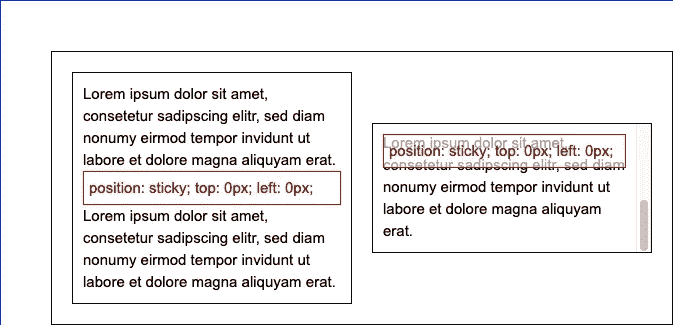 Lorem ipsum dolor sit amet,
consetetur sadipscing elitr, sed diam
nonumy eirmod tempor invidunt ut
labore et dolore magna aliquyam erat.
position: sticky; top: 0px; left: 0px;
Lorem ipsum dolor sit amet,
consetetur sadipscing elitr, sed diam
nonumy eirmod tempor invidunt ut
labore et dolore magna aliquyam erat.
Lorem ipsum dolor sit amet,
position: sticky; top: 0px; left: 0px;
consetetur sadipscing elitr, sed diam
nonumy eirmod tempor invidunt ut
labore et dolore magna aliquyam
erat.